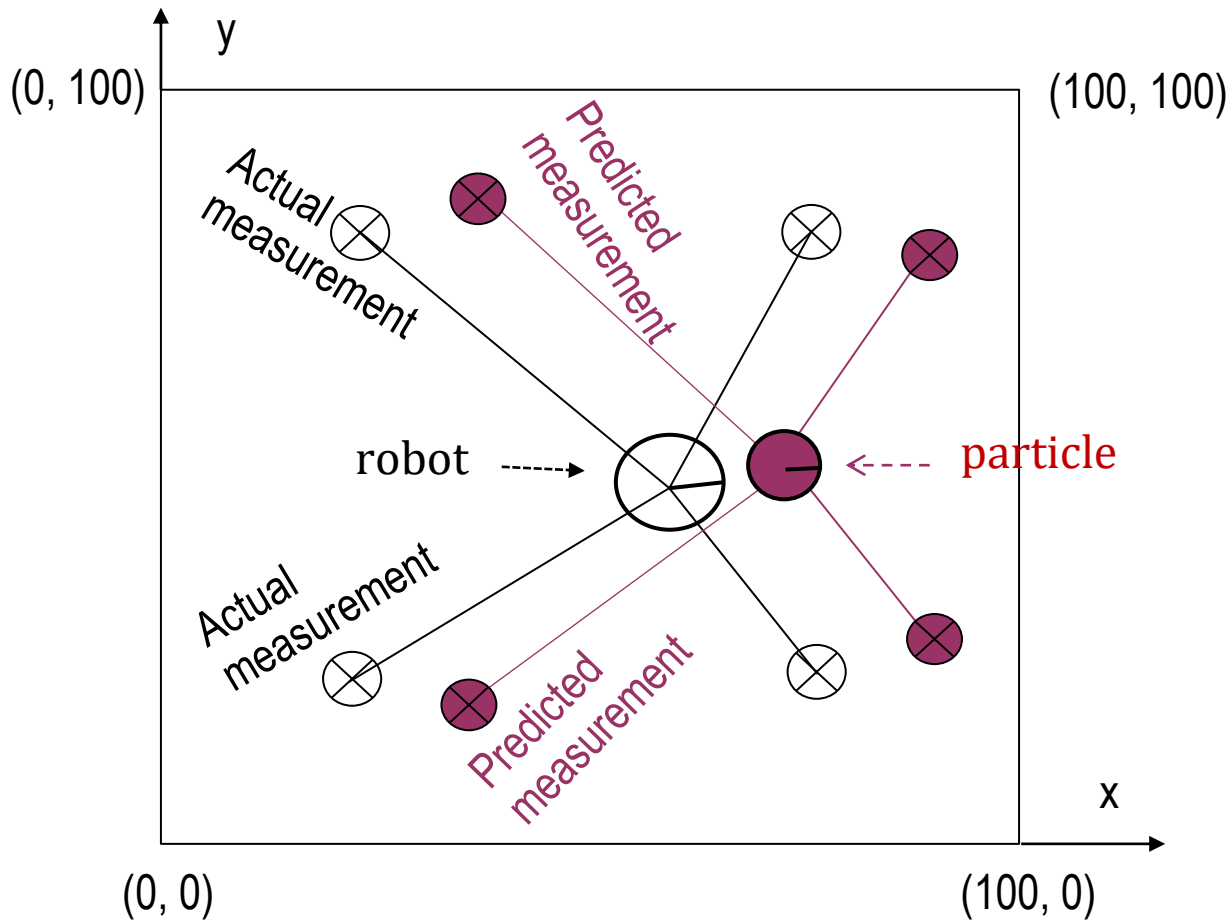 y
(0, 100)
(100, 100)
Predicted
measurement
Actual
measurement
robot
particle
Actual
measurement
Predicted
measurement
x
(0, 0)
(100, 0)